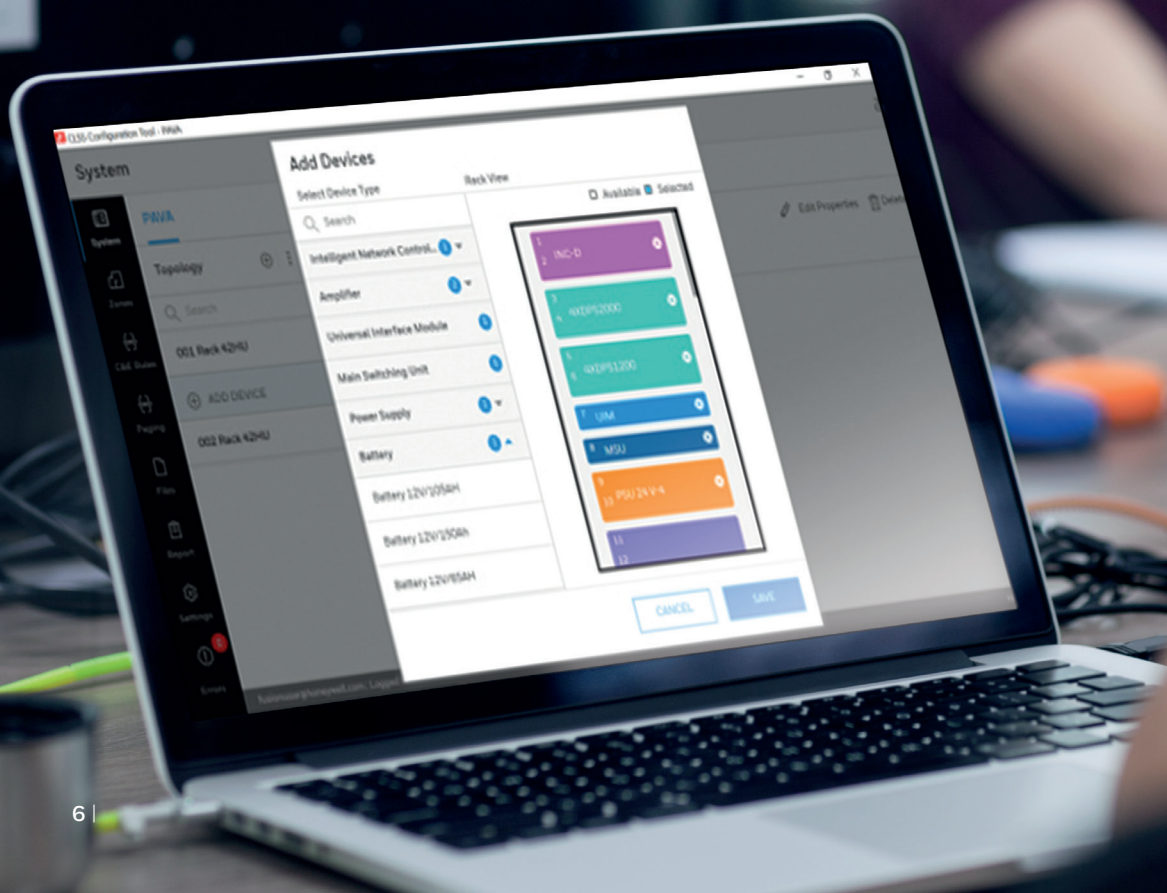 CLSS Configuration Tool - PAVA
System
Add Devices
Select Device Type
Rack View
Search
Available
Selected
Intelligent Network Control...
Amplifier
Universal Interface Module
Main Switching Unit
Power Supply
Battery
Battery 12V/105AH
Battery 12V/150Ah
Battery 12V/65AH
1
2 INC-D
3
4 4XDPS2000
5
6 4XDPS1200
7 UIM
8 MSU
9
10 PSU 24 V-4
11
12
CANCEL
SAVE
Edit Properties
Delete
System
Zones
C&E Rules
Paging
Files
Report
Settings
Errors
PAVA
Topology
Search
001 Rack 42HU
ADD DEVICE
002 Rack 42HU
6 |